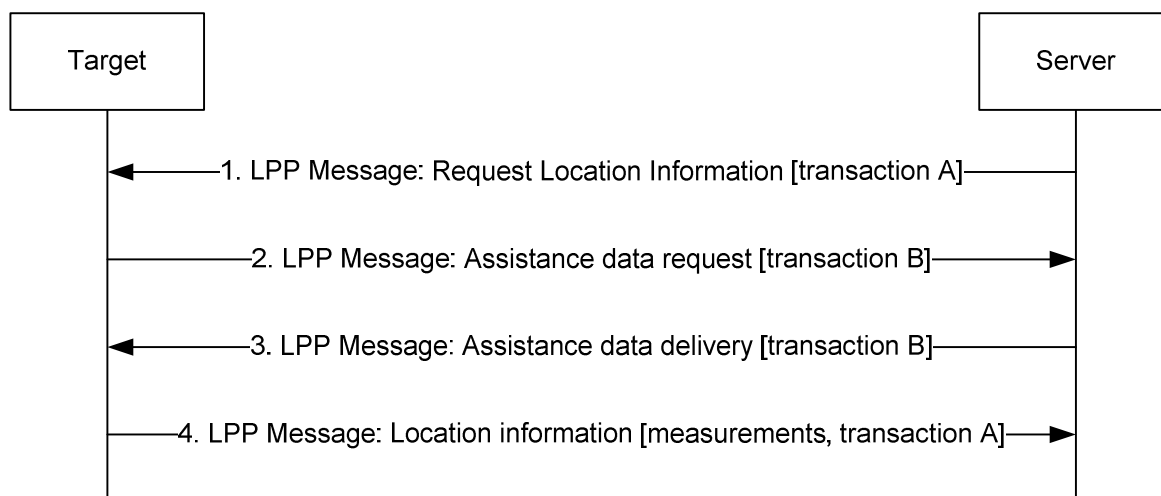 Target
Server
1. LPP Message: Request Location Information [transaction A]
2. LPP Message: Assistance data request [transaction B]
3. LPP Message: Assistance data delivery [transaction B]
4. LPP Message: Location information [measurements, transaction A]